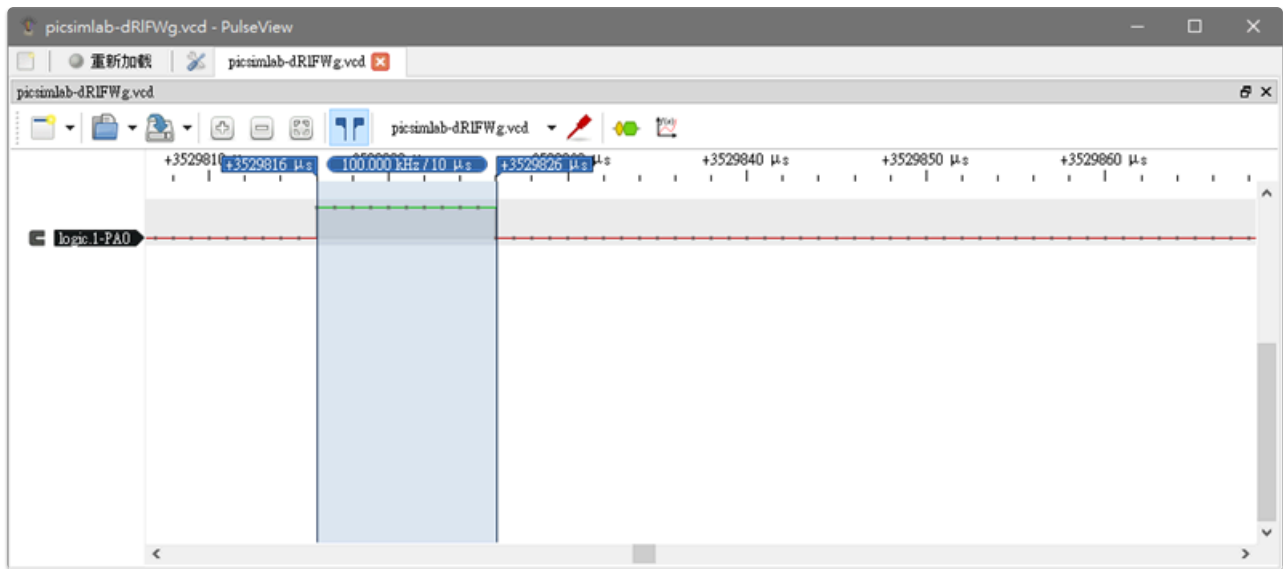 picsimlab-dRlFWg.vcd - PulseView
重新加載 picsimlab-dRlFWg.vcd
picsimlab-dRlFWg.vcd
picsimlab-dRlFWg.vcd
+3529816 μs 100.000 kHz / 10 μs +3529826 μs +3529840 μs +3529850 μs +3529860 μs
logic.1-PA0